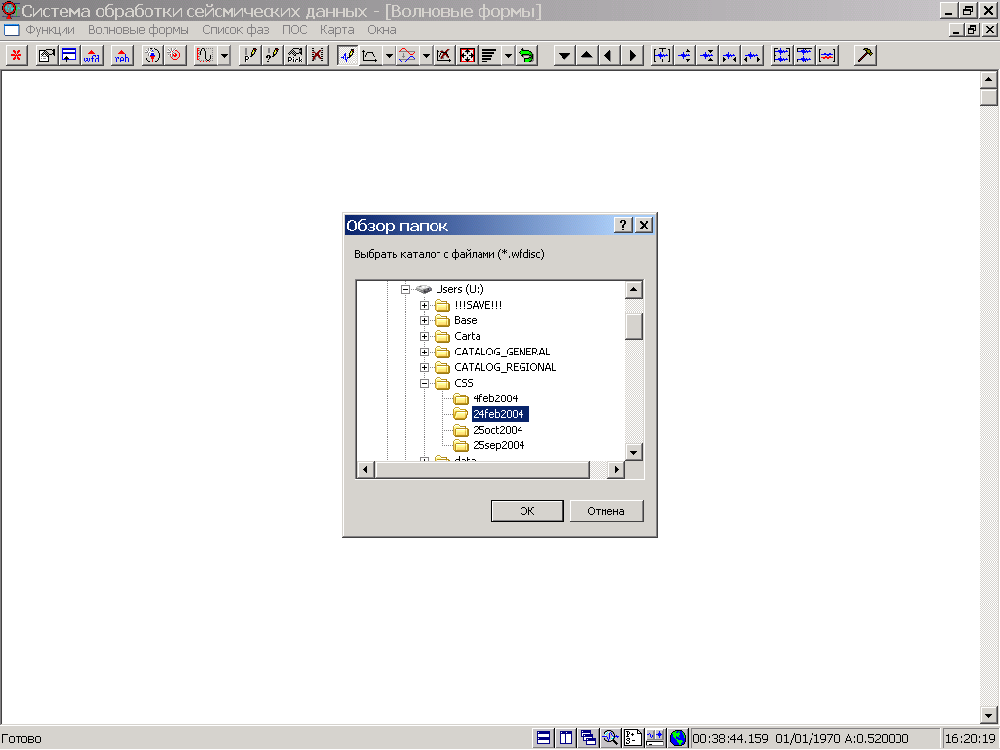 Система обработки сейсмических данных - [Волновые формы]
Функции Волновые формы Список фаз ПОС Карта Окна
wfd reb P ? Pick
Обзор папок
Выбрать каталог с файлами (*.wfdisc)
Users (U:)
!!!SAVE!!!
Base
Carta
CATALOG_GENERAL
CATALOG_REGIONAL
CSS
4feb2004
24feb2004
25oct2004
25sep2004
data
OK Отмена
Готово 00:38:44.159 01/01/1970 A:0.520000 16:20:19